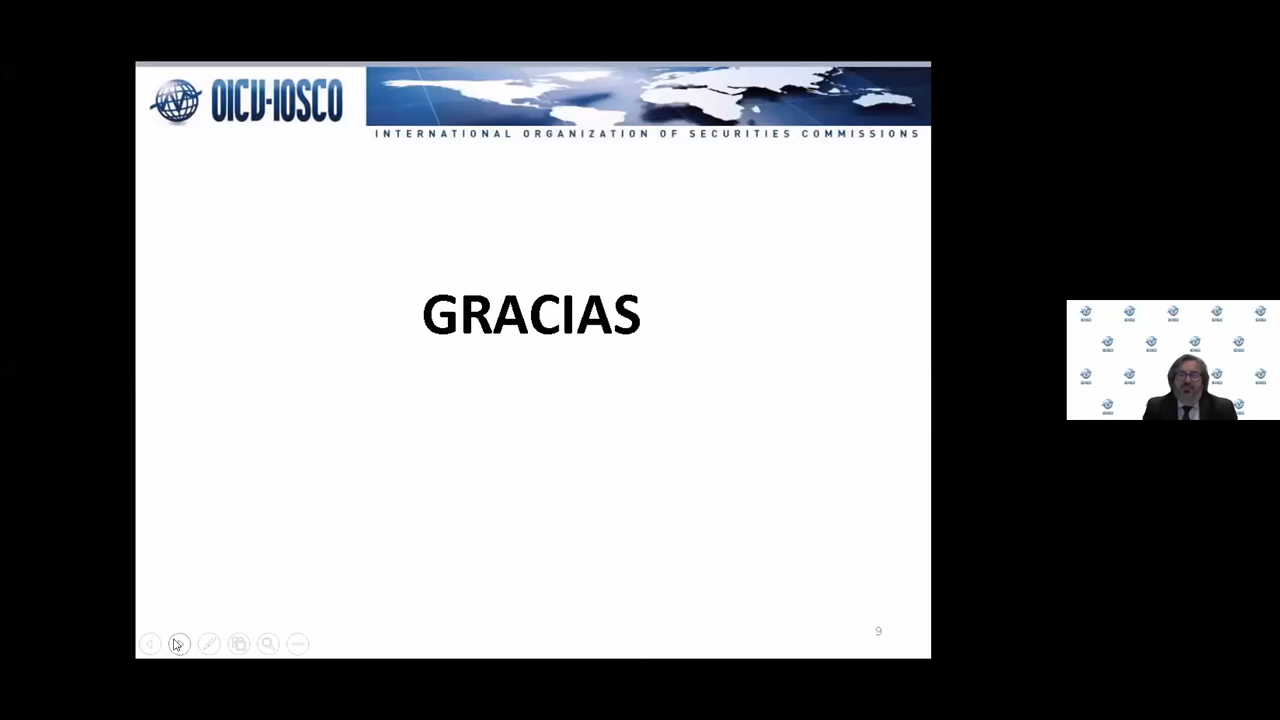 OICV-IOSCO
INTERNATIONAL ORGANIZATION OF SECURITIES COMMISSIONS
GRACIAS
9